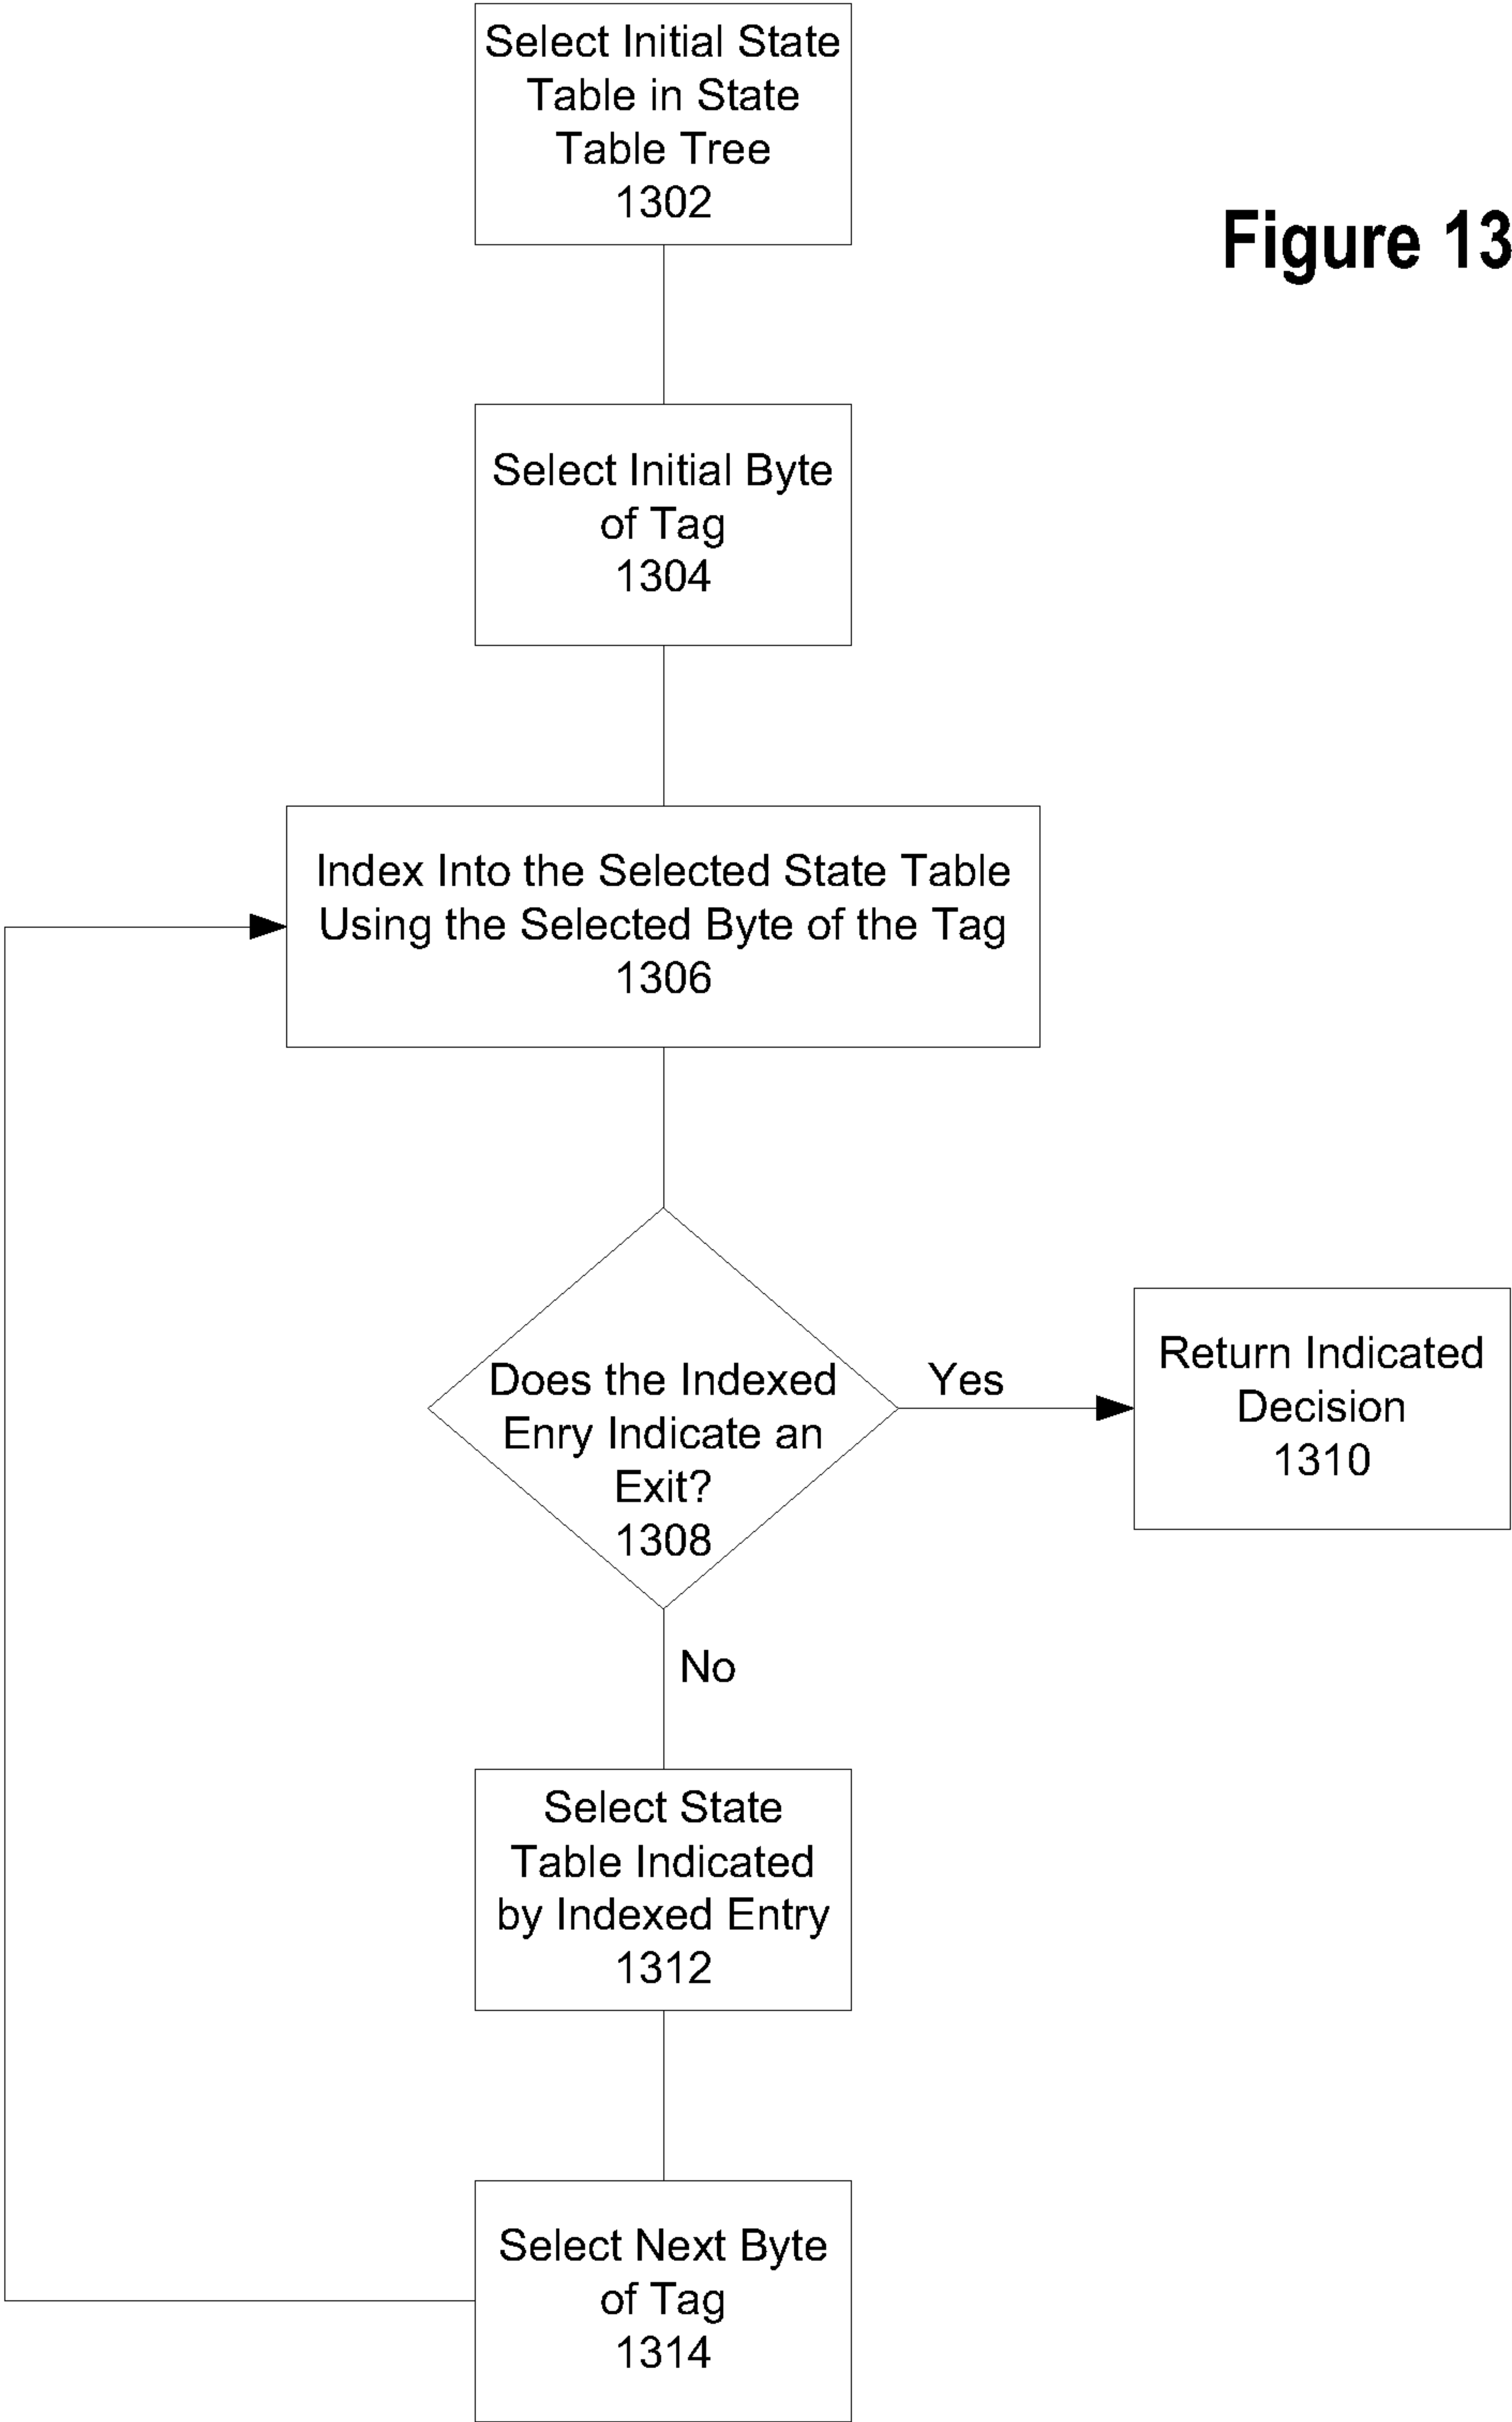 Select Initial State
Table in State
Table Tree
1302
Figure 13
Select Initial Byte
of Tag
1304
Index Into the Selected State Table
Using the Selected Byte of the Tag
1306
Does the Indexed
Enry Indicate an
Exit?
1308
Yes
Return Indicated
Decision
1310
No
Select State
Table Indicated
by Indexed Entry
1312
Select Next Byte
of Tag
1314